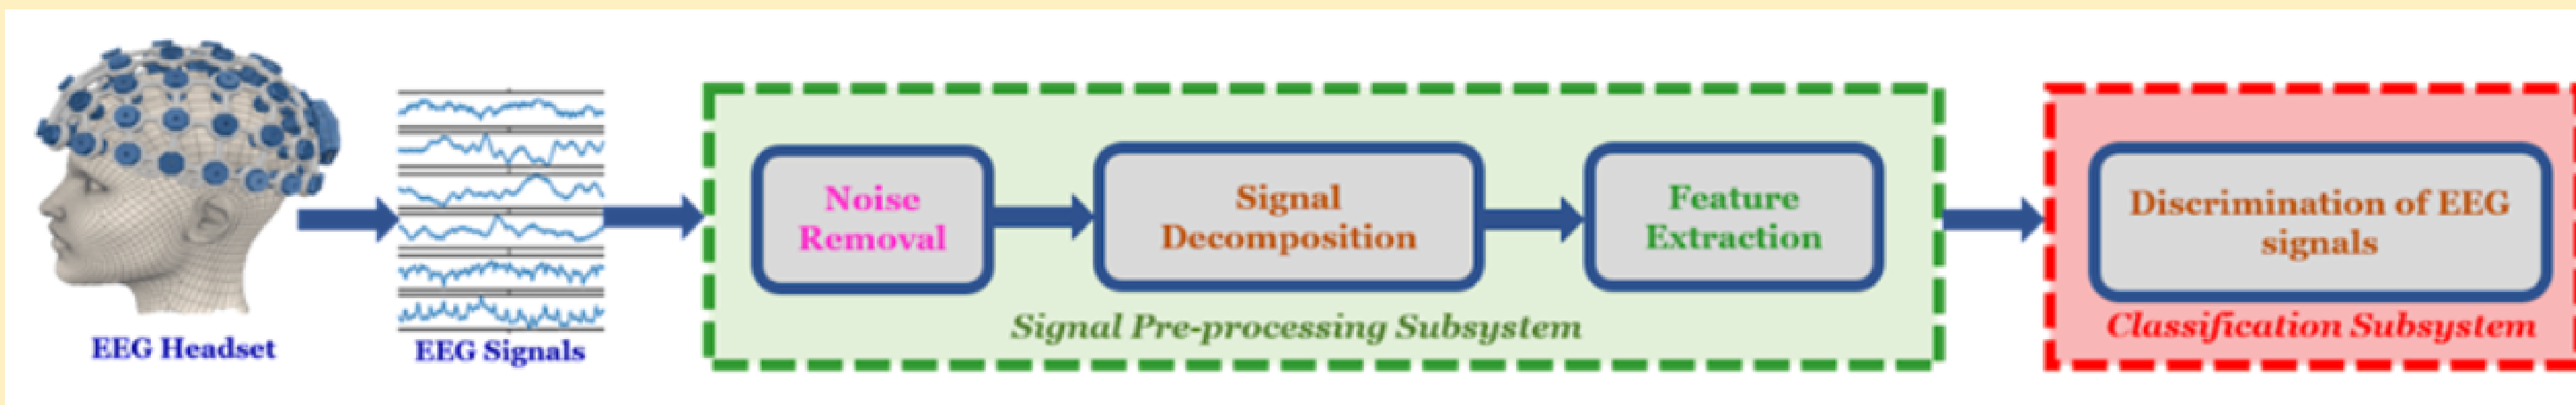 EEG Headset
EEG Signals
Noise
Removal
Signal
Decomposition
Feature
Extraction
Signal Pre-processing Subsystem
Discrimination of EEG
signals
Classification Subsystem